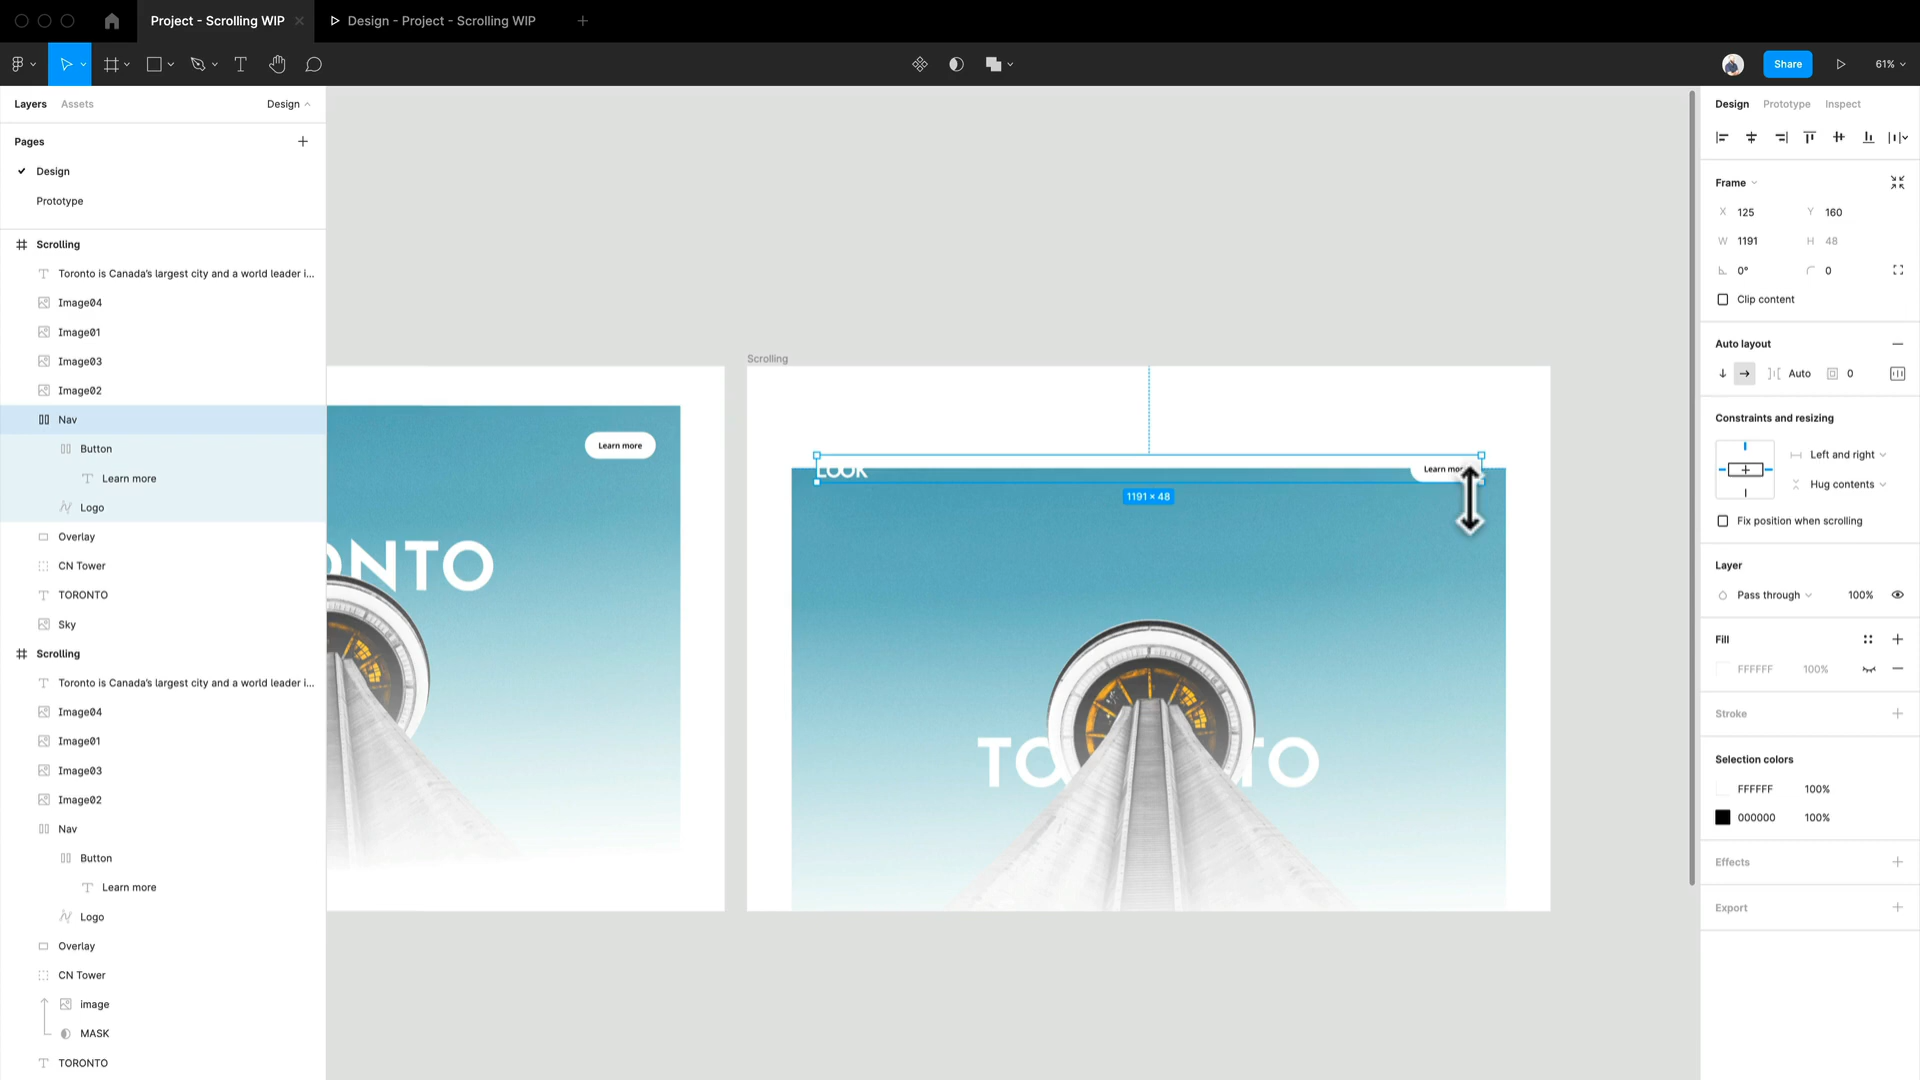 Project - Scrolling WIP
Design - Project - Scrolling WIP
Share
61%
Layers
Assets
Design
Pages
Design
Prototype
Scrolling
Toronto is Canada's largest city and a world leader i...
Image04
Image01
Image03
Image02
Nav
Button
Learn more
Logo
Overlay
CN Tower
TORONTO
Sky
Scrolling
Toronto is Canada's largest city and a world leader i...
Image04
Image01
Image03
Image02
Nav
Button
Learn more
Logo
Overlay
CN Tower
image
MASK
TORONTO
Learn more
ONTO
Scrolling
LOOK
Learn mo
1191 × 48
TO TO
Design
Prototype
Inspect
Frame
X 125
Y 160
W 1191
H 48
0°
0
Clip content
Auto layout
Auto
0
Constraints and resizing
Left and right
Hug contents
Fix position when scrolling
Layer
Pass through
100%
Fill
FFFFFF 100%
Stroke
Selection colors
FFFFFF 100%
000000 100%
Effects
Export